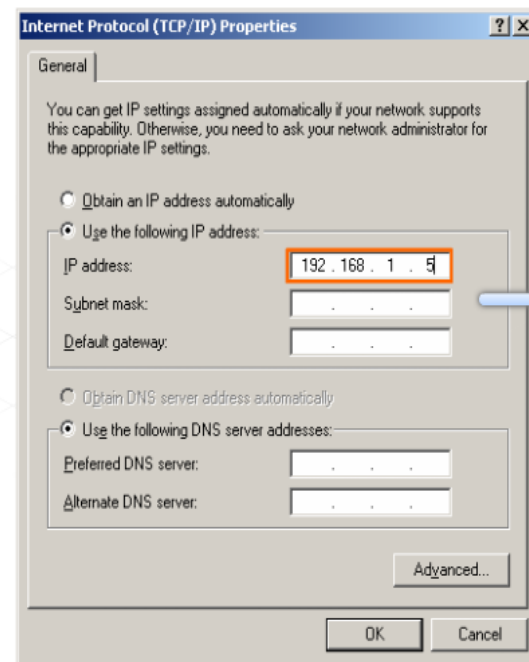 Internet Protocol (TCP/IP) Properties
General
You can get IP settings assigned automatically if your network supports
this capability. Otherwise, you need to ask your network administrator for
the appropriate IP settings.
Obtain an IP address automatically
Use the following IP address:
IP address: 192 . 168 . 1 . 5
Subnet mask: . . .
Default gateway: . . .
Obtain DNS server address automatically
Use the following DNS server addresses:
Preferred DNS server: . . .
Alternate DNS server: . . .
Advanced...
OK Cancel